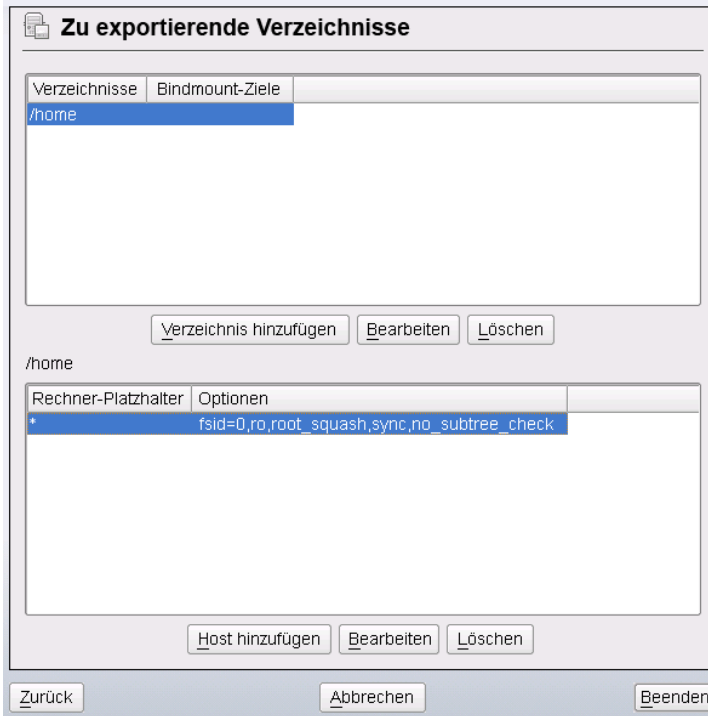 Zu exportierende Verzeichnisse
Verzeichnisse Bindmount-Ziele
/home
Verzeichnis hinzufügen Bearbeiten Löschen
/home
Rechner-Platzhalter Optionen
* fsid=0,ro,root_squash,sync,no_subtree_check
Host hinzufügen Bearbeiten Löschen
Zurück Abbrechen Beenden